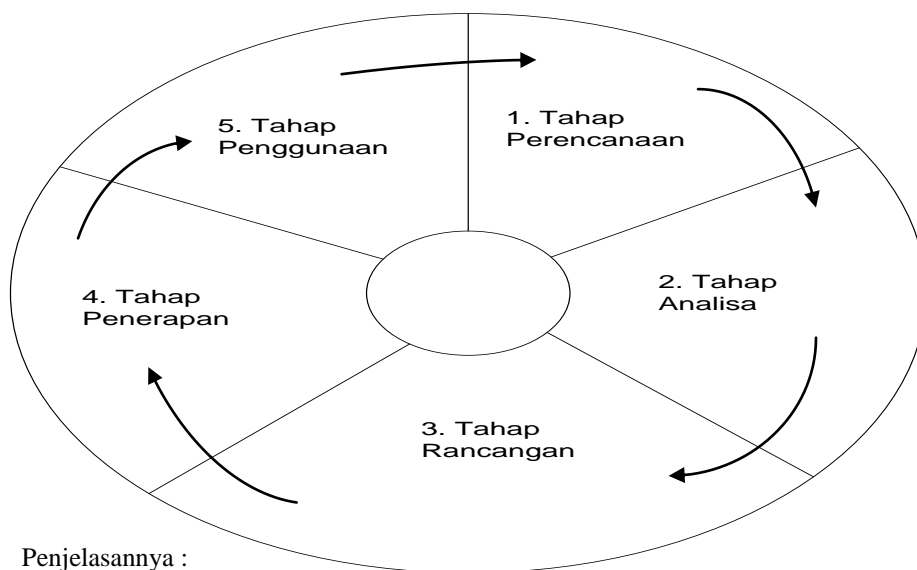 1. Tahap
Perencanaan
2. Tahap
Analisa
3. Tahap
Rancangan
4. Tahap
Penerapan
5. Tahap
Penggunaan
Penjelasannya :